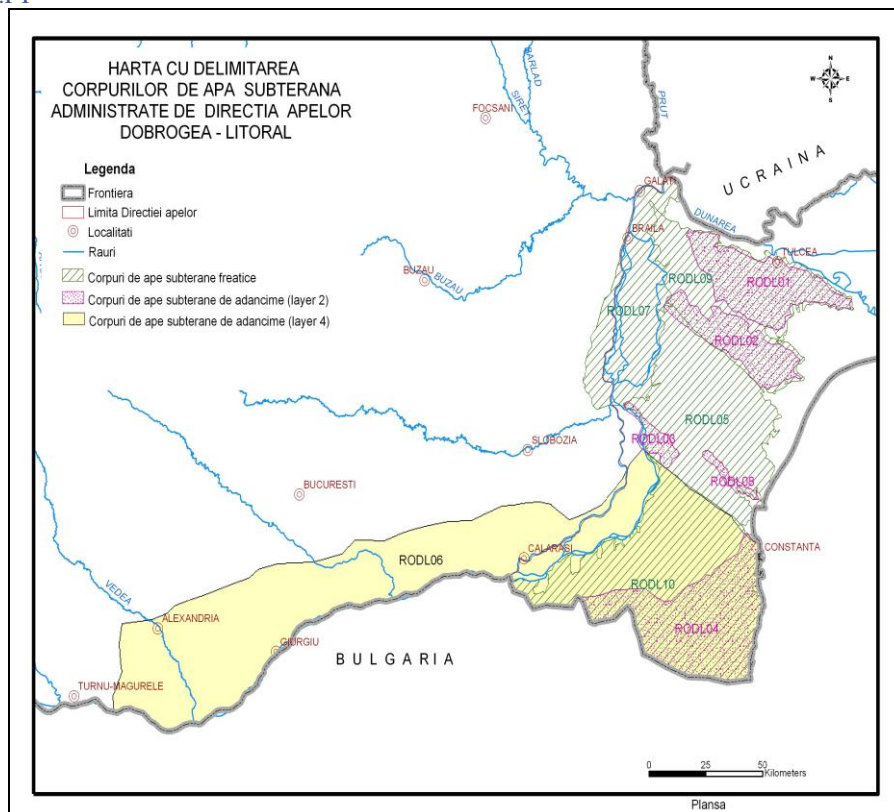 HARTA CU DELIMITAREA
CORPURILOR DE APA SUBTERANA
ADMINISTRATE DE DIRECTIA APELOR
DOBROGEA - LITORAL
Legenda
Frontiera
Limita Directiei apelor
Localitati
Rauri
Corpuri de ape subterane freatice
Corpuri de ape subterane de adancime (layer 2)
Corpuri de ape subterane de adancime (layer 4)
N
W
E
S
BARLAD
SIRET
PRUT
FOCSANI
UCRAINA
GALATI
DUNAREA
BRAILA
TULCEA
BUZAU
BUZAU
RODL09
RODL01
RODL07
RODL02
RODL05
RODL03
SLOBOZIA
RODL08
BUCURESTI
CONSTANTA
CALARASI
RODL06
RODL10
VEDEA
ALEXANDRIA
RODL04
GIURGIU
BULGARIA
TURNU-MAGURELE
0 25 50
Kilometers
Plansa